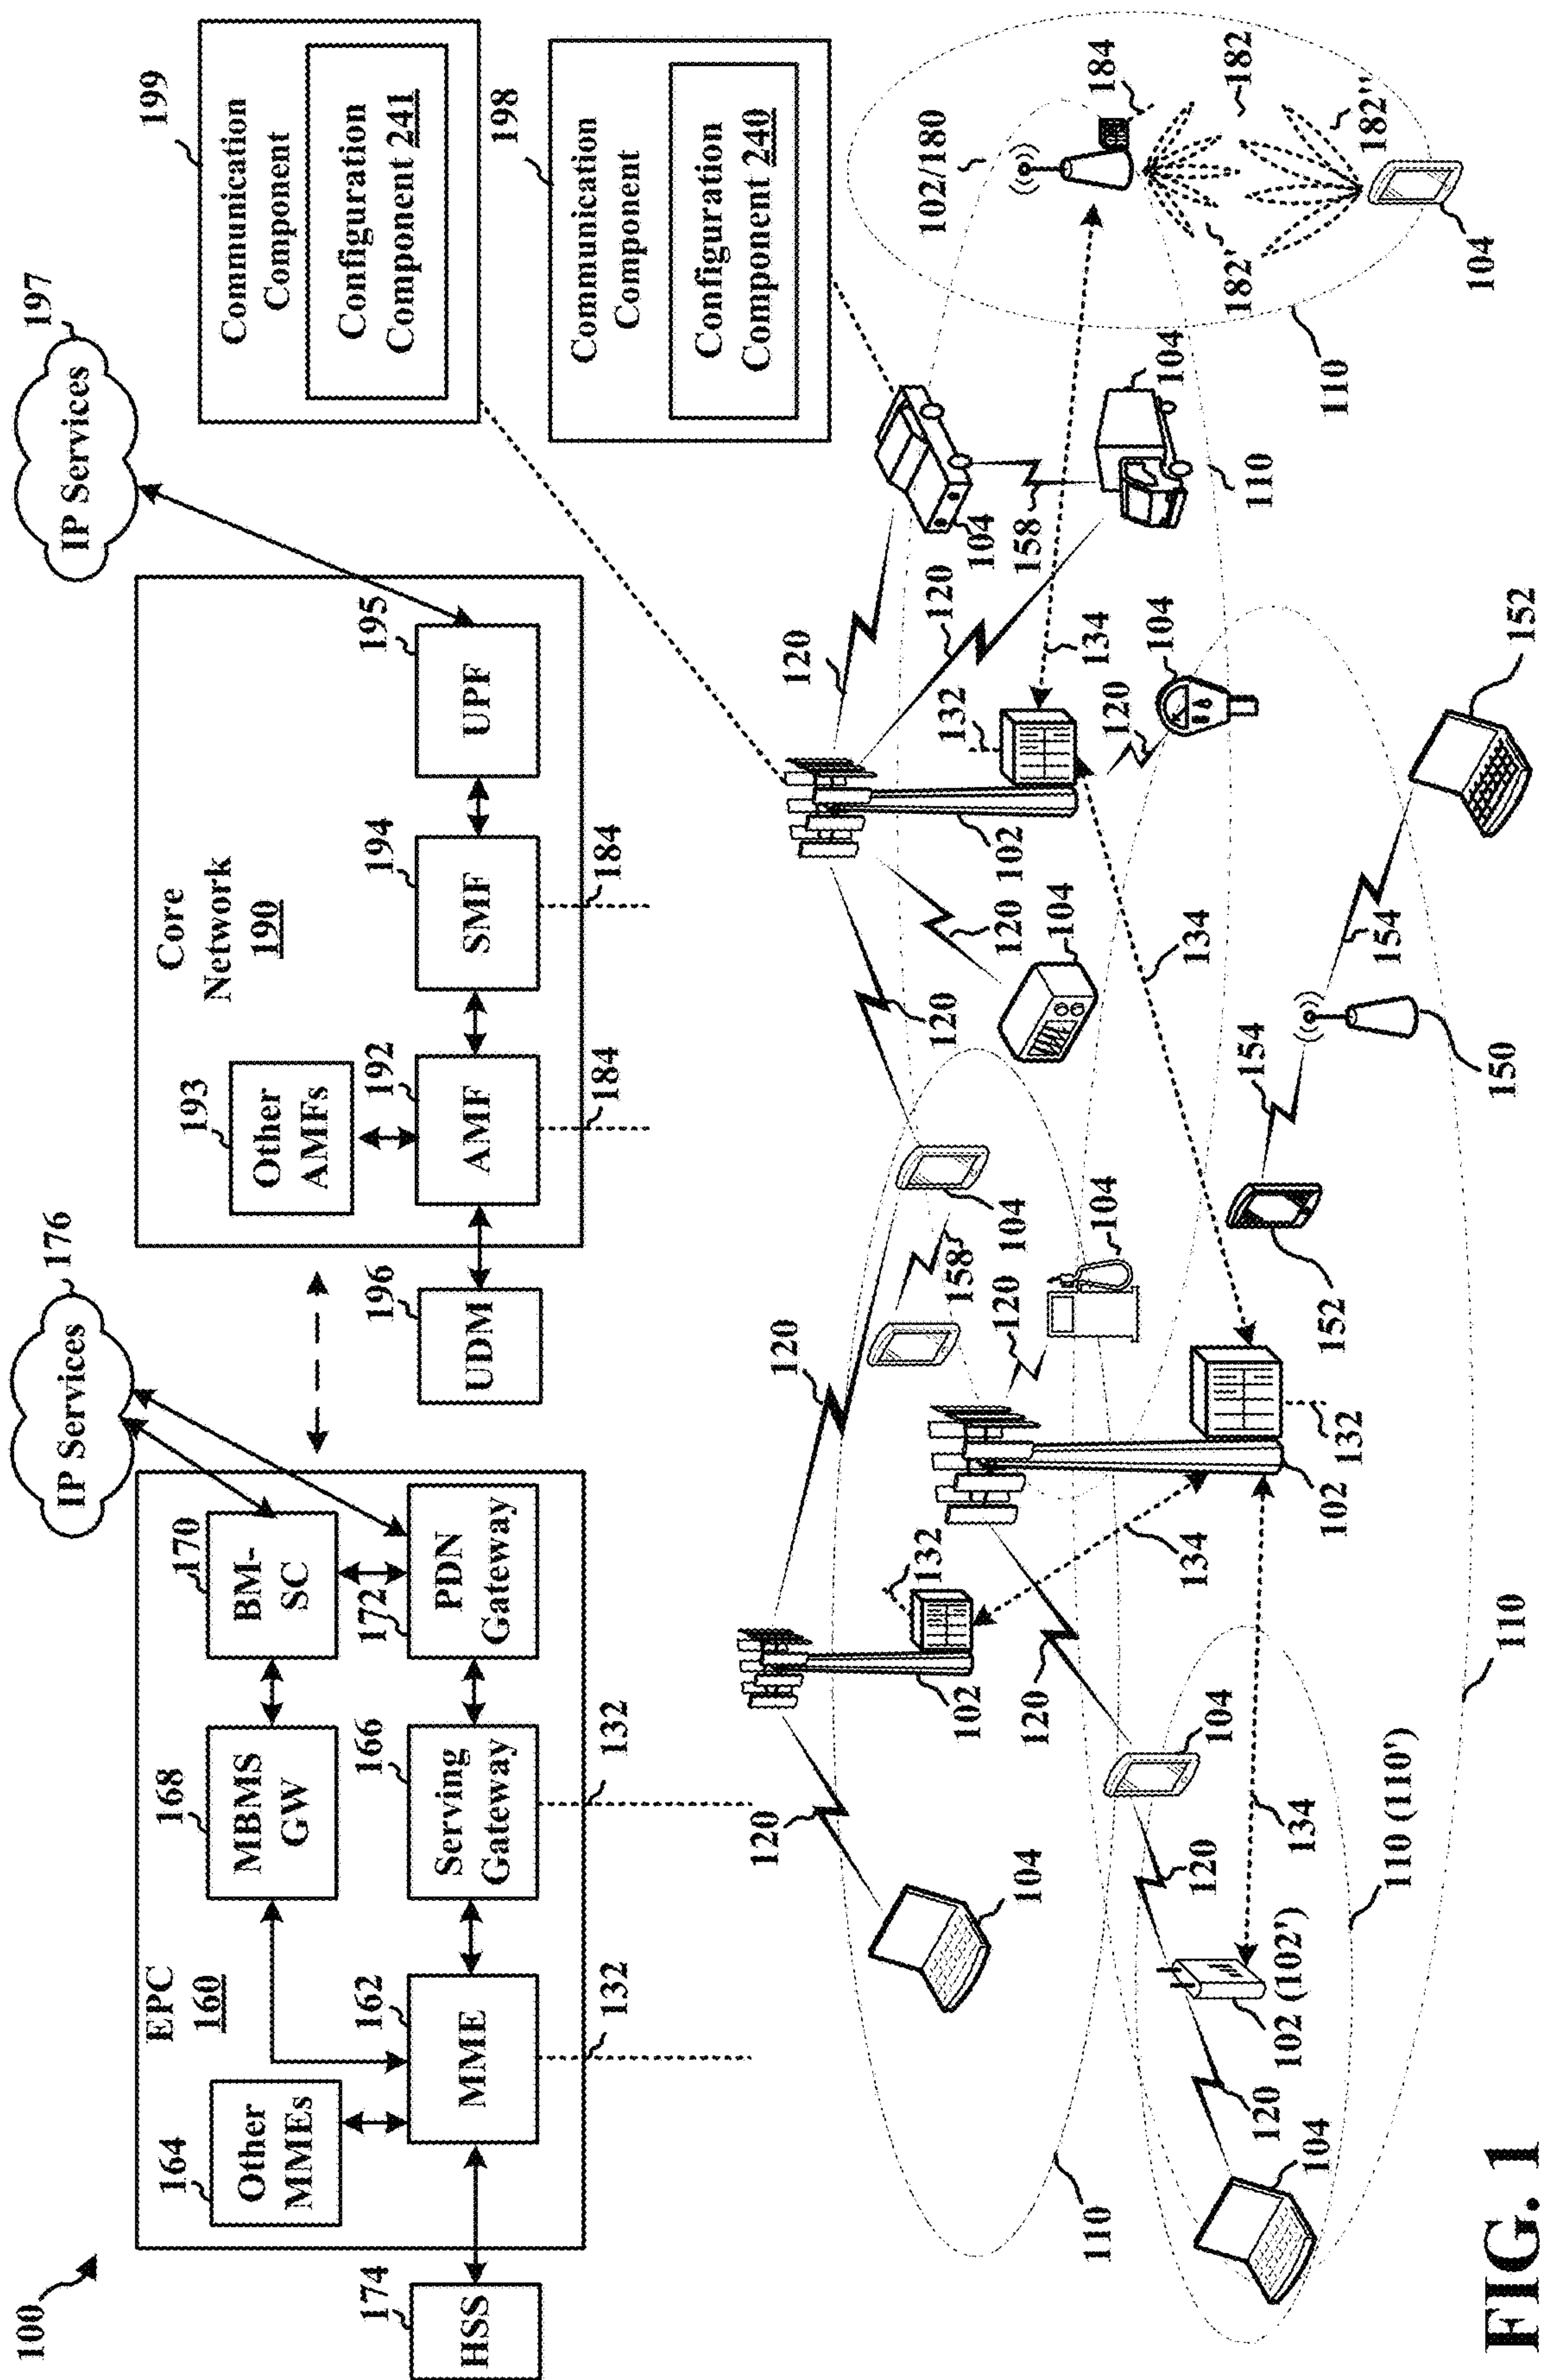 100
174
HSS
EPC
160
164
Other
MMEs
162
MME
132
168
MBMS
GW
166
Serving
Gateway
132
170
BM-
SC
172
PDN
Gateway
176
IP Services
196
UDM
Core
Network
190
193
Other
AMFs
192
AMF
184
194
SMF
184
195
UPF
197
IP Services
199
Communication
Component
Configuration
Component 241
198
Communication
Component
Configuration
Component 240
110
104
120
102
132
120
134
120
104
158
104
120
120
104
120
102
132
120
120
104
158
104
134
120
104
110
102/180
184
182
182'
182"
104
110
104
120
102 (102')
120
104
134
110 (110')
110
102
132
134
152
154
150
154
152
FIG. 1